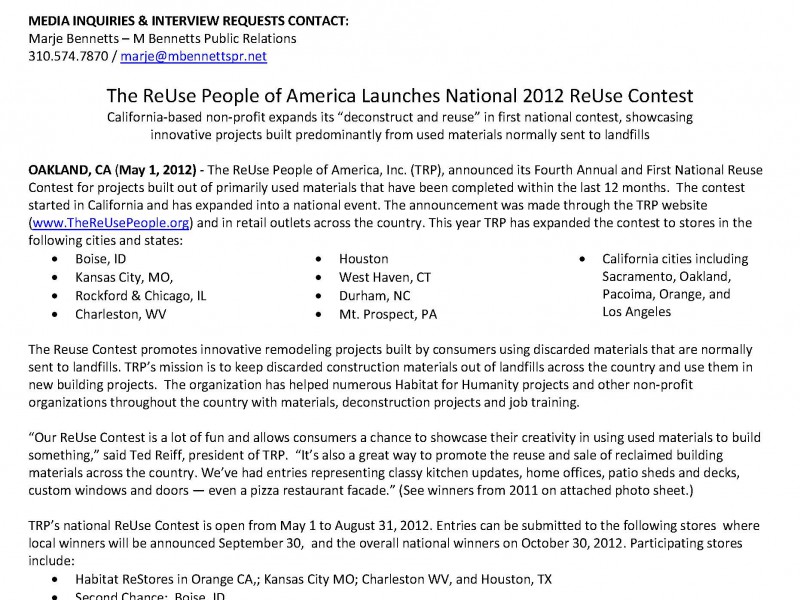 MEDIA INQUIRIES & INTERVIEW REQUESTS CONTACT:
Marje Bennetts – M Bennetts Public Relations
310.574.7870 / marje@mbennettspr.net
The ReUse People of America Launches National 2012 ReUse Contest
California-based non-profit expands its “deconstruct and reuse” in first national contest, showcasing
innovative projects built predominantly from used materials normally sent to landfills
OAKLAND, CA (May 1, 2012) - The ReUse People of America, Inc. (TRP), announced its Fourth Annual and First National Reuse
Contest for projects built out of primarily used materials that have been completed within the last 12 months.  The contest
started in California and has expanded into a national event. The announcement was made through the TRP website
(www.TheReUsePeople.org) and in retail outlets across the country. This year TRP has expanded the contest to stores in the
following cities and states:
• Boise, ID
• Kansas City, MO,
• Rockford & Chicago, IL
• Charleston, WV
• Houston
• West Haven, CT
• Durham, NC
• Mt. Prospect, PA
• California cities including
Sacramento, Oakland,
Pacoima, Orange, and
Los Angeles
The Reuse Contest promotes innovative remodeling projects built by consumers using discarded materials that are normally
sent to landfills. TRP’s mission is to keep discarded construction materials out of landfills across the country and use them in
new building projects.  The organization has helped numerous Habitat for Humanity projects and other non-profit
organizations throughout the country with materials, deconstruction projects and job training.
“Our ReUse Contest is a lot of fun and allows consumers a chance to showcase their creativity in using used materials to build
something,” said Ted Reiff, president of TRP.  “It’s also a great way to promote the reuse and sale of reclaimed building
materials across the country. We’ve had entries representing classy kitchen updates, home offices, patio sheds and decks,
custom windows and doors — even a pizza restaurant facade.” (See winners from 2011 on attached photo sheet.)
TRP’s national ReUse Contest is open from May 1 to August 31, 2012. Entries can be submitted to the following stores  where
local winners will be announced September 30,  and the overall national winners on October 30, 2012. Participating stores
include:
• Habitat ReStores in Orange CA,; Kansas City MO; Charleston WV, and Houston, TX
• Second Chance:  Boise, ID